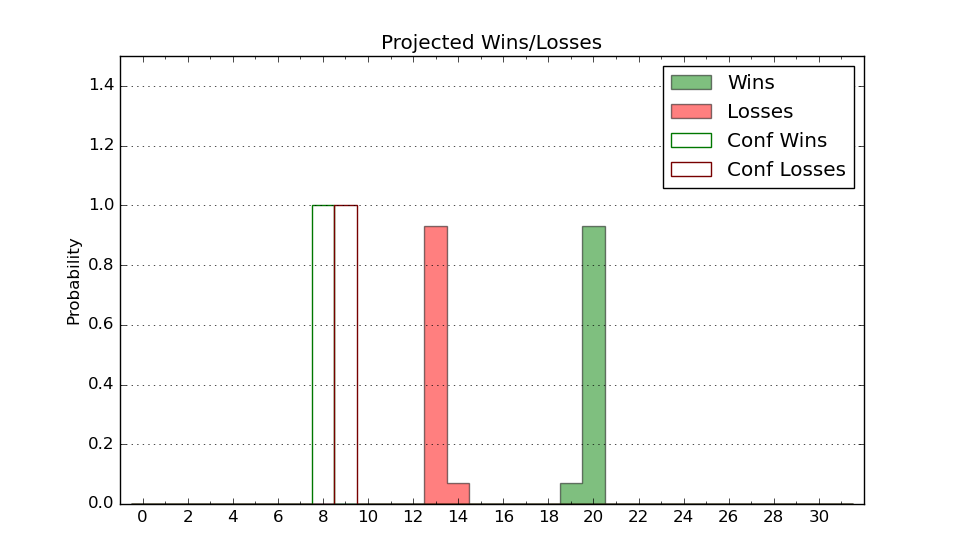 Projected Wins/Losses
1.4
1.2
1.0
0.8
0.6
0.4
0.2
0.0
Probability
Wins
Losses
Conf Wins
Conf Losses
0 2 4 6 8 10 12 14 16 18 20 22 24 26 28 30